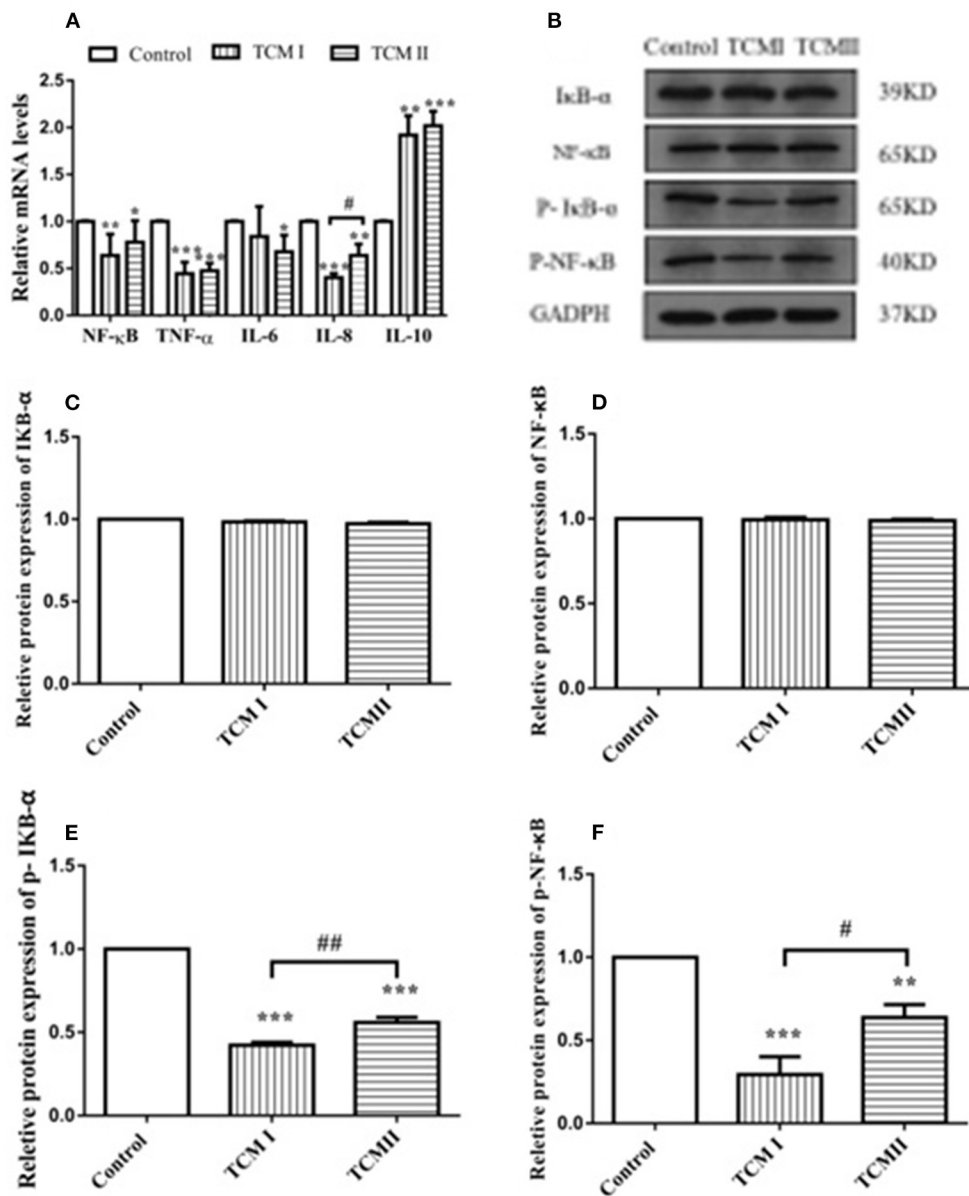 A
Control TCM I TCM II
Relative mRNA levels
2.5
2.0
1.5
1.0
0.5
0.0
** * *** *** * *** # ** ** ***
NF-κB TNF-α IL-6 IL-8 IL-10
B
Control TCMI TCMII
IκB-α 39KD
NF-κB 65KD
P- IκB-α 65KD
P-NF-κB 40KD
GADPH 37KD
C
Reletive protein expression of IKB-α
1.5
1.0
0.5
0.0
Control TCM I TCMII
D
Reletive protein expression of NF-κB
1.5
1.0
0.5
0.0
Control TCM I TCMII
E
Reletive protein expression of p- IKB-α
1.5
1.0
0.5
0.0
##
*** ***
Control TCM I TCMII
F
Reletive protein expression of p-NF-κB
1.5
1.0
0.5
0.0
#
*** **
Control TCM I TCMII